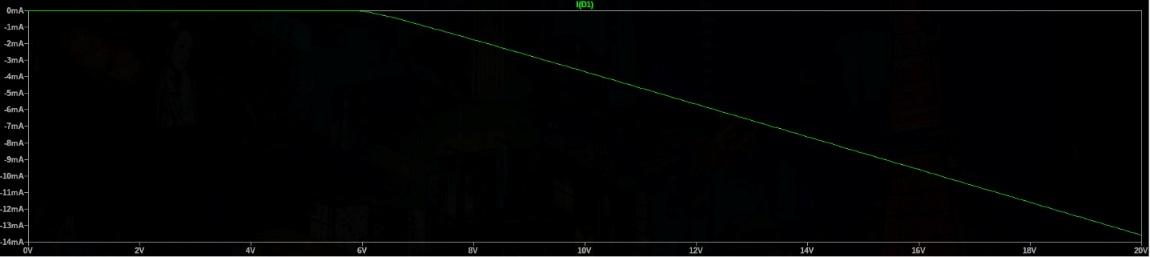 I(D1)
0mA
-1mA
-2mA
-3mA
-4mA
-5mA
-6mA
-7mA
-8mA
-9mA
-10mA
-11mA
-12mA
-13mA
-14mA
0V 2V 4V 6V 8V 10V 12V 14V 16V 18V 20V